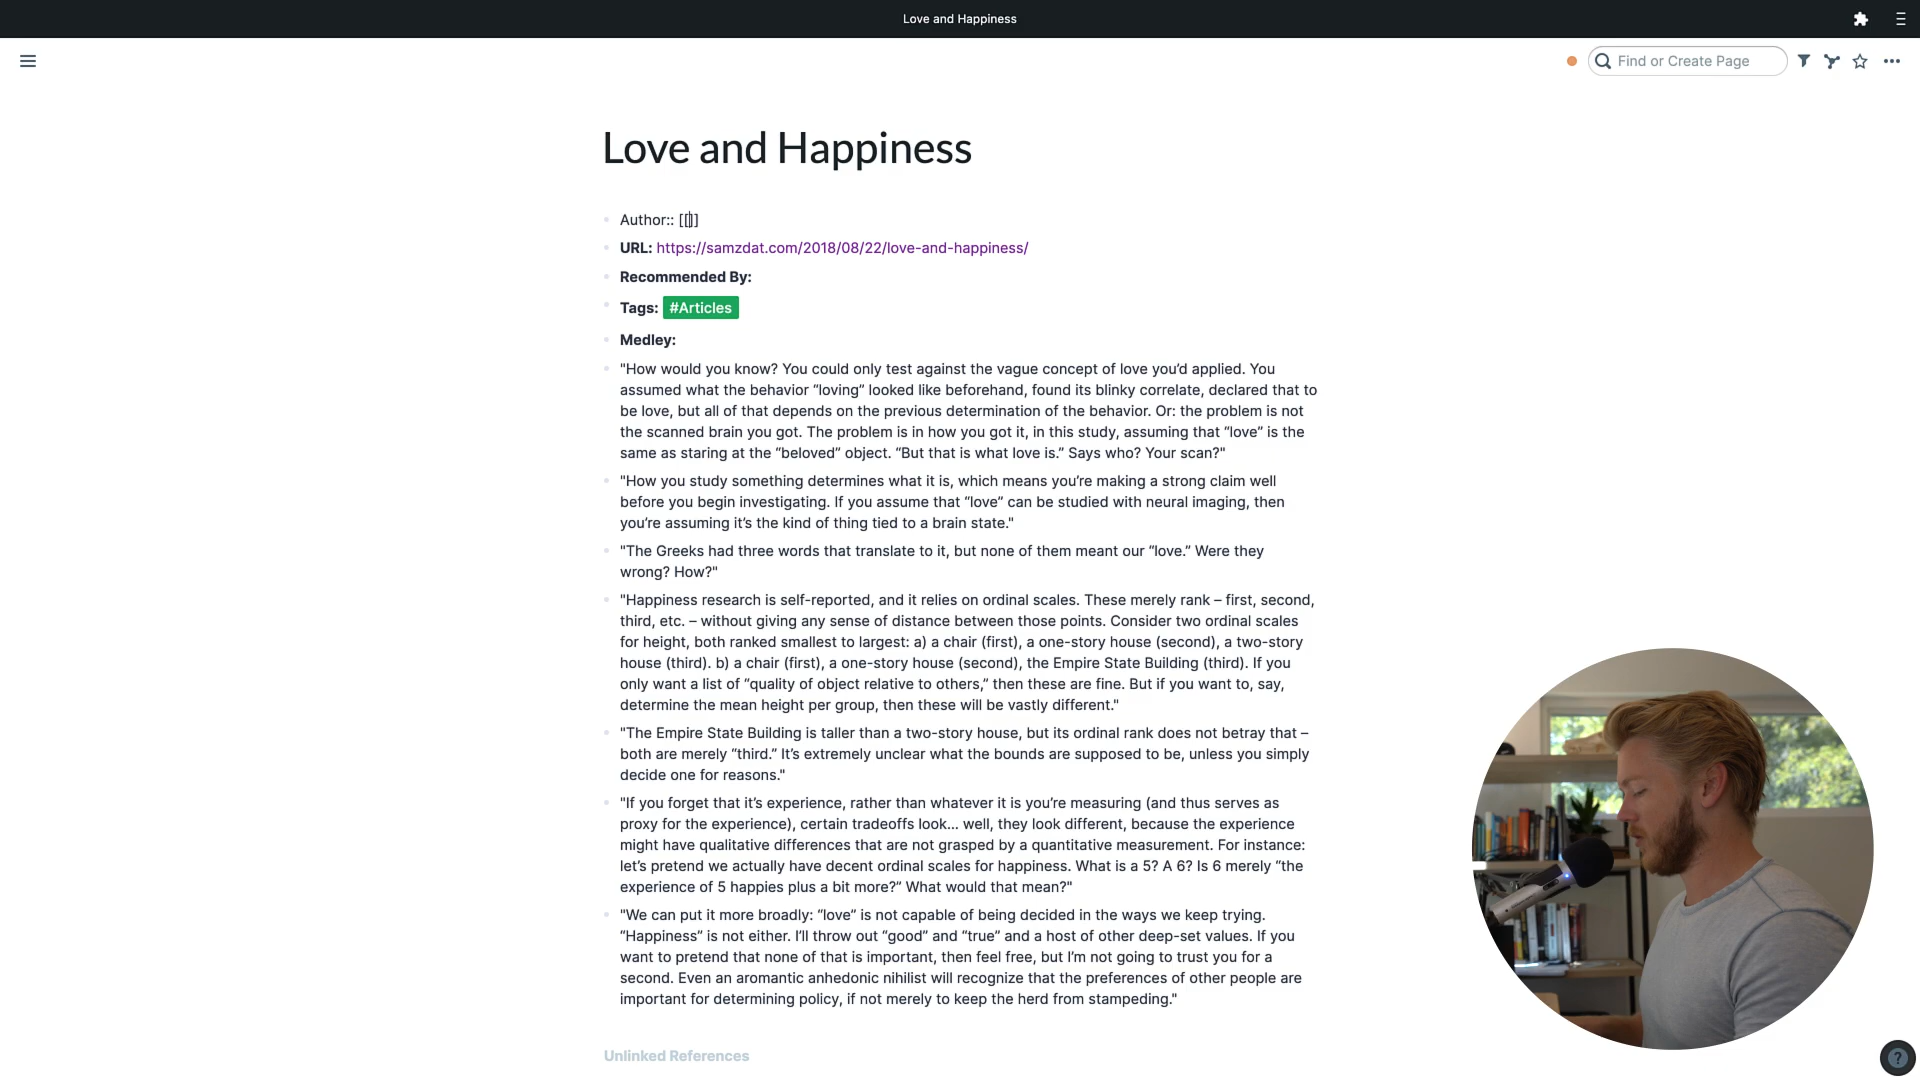 Love and Happiness
Find or Create Page
Love and Happiness
Author:: [[]]
URL: https://samzdat.com/2018/08/22/love-and-happiness/
Recommended By:
Tags: #Articles
Medley:
"How would you know? You could only test against the vague concept of love you’d applied. You
assumed what the behavior “loving” looked like beforehand, found its blinky correlate, declared that to
be love, but all of that depends on the previous determination of the behavior. Or: the problem is not
the scanned brain you got. The problem is in how you got it, in this study, assuming that “love” is the
same as staring at the “beloved” object. “But that is what love is.” Says who? Your scan?"
"How you study something determines what it is, which means you’re making a strong claim well
before you begin investigating. If you assume that “love” can be studied with neural imaging, then
you’re assuming it’s the kind of thing tied to a brain state."
"The Greeks had three words that translate to it, but none of them meant our “love.” Were they
wrong? How?"
"Happiness research is self-reported, and it relies on ordinal scales. These merely rank – first, second,
third, etc. – without giving any sense of distance between those points. Consider two ordinal scales
for height, both ranked smallest to largest: a) a chair (first), a one-story house (second), a two-story
house (third). b) a chair (first), a one-story house (second), the Empire State Building (third). If you
only want a list of “quality of object relative to others,” then these are fine. But if you want to, say,
determine the mean height per group, then these will be vastly different."
"The Empire State Building is taller than a two-story house, but its ordinal rank does not betray that –
both are merely “third.” It’s extremely unclear what the bounds are supposed to be, unless you simply
decide one for reasons."
"If you forget that it’s experience, rather than whatever it is you’re measuring (and thus serves as
proxy for the experience), certain tradeoffs look… well, they look different, because the experience
might have qualitative differences that are not grasped by a quantitative measurement. For instance:
let’s pretend we actually have decent ordinal scales for happiness. What is a 5? A 6? Is 6 merely “the
experience of 5 happies plus a bit more?” What would that mean?"
"We can put it more broadly: “love” is not capable of being decided in the ways we keep trying.
“Happiness” is not either. I’ll throw out “good” and “true” and a host of other deep-set values. If you
want to pretend that none of that is important, then feel free, but I’m not going to trust you for a
second. Even an aromantic anhedonic nihilist will recognize that the preferences of other people are
important for determining policy, if not merely to keep the herd from stampeding."
Unlinked References
?